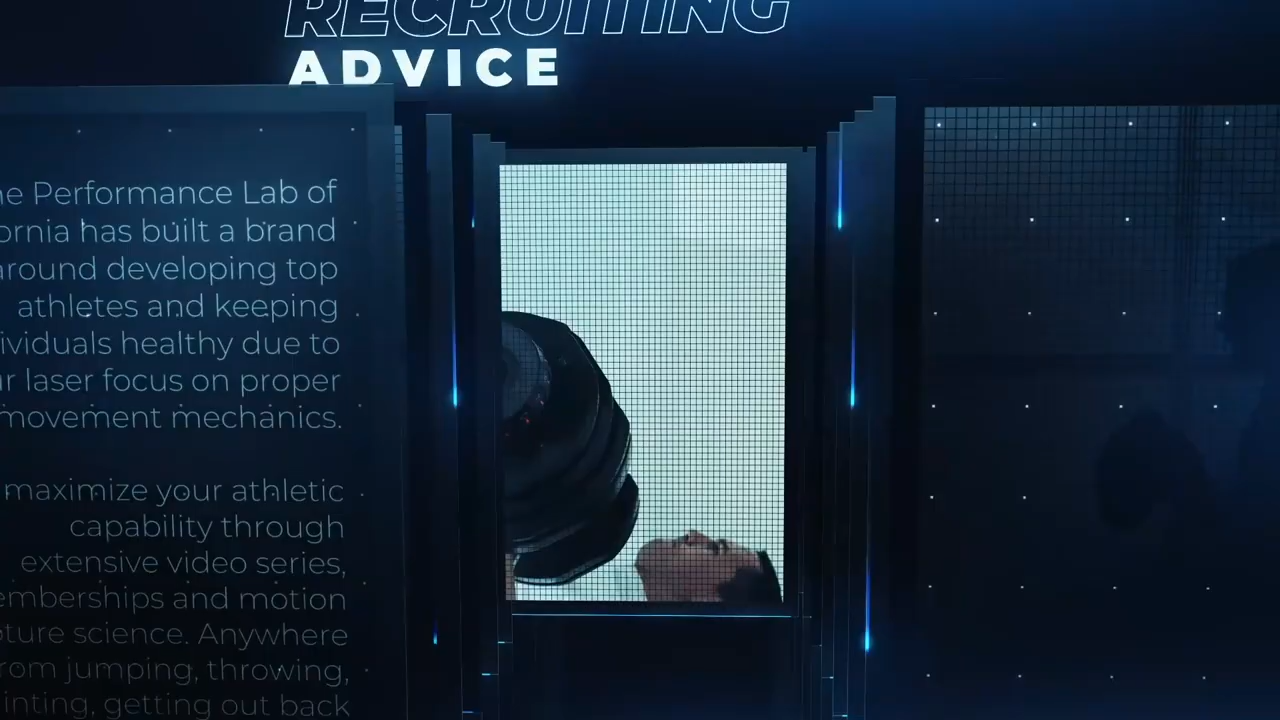 RECRUITING
ADVICE
Performance Lab of
has built a brand
around developing top
athletes and keeping
healthy due to
laser focus on proper
movement mechanics.
maximize your athletic
capability through
extensive video series,
and motion
science. Anywhere
jumping, throwing,
getting out back